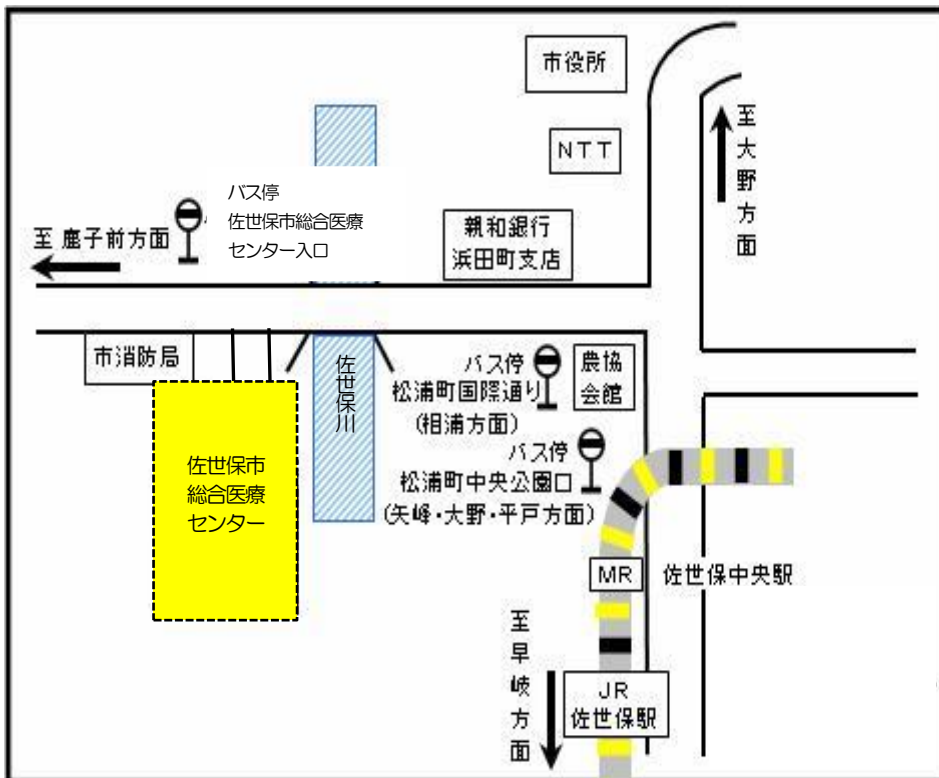 市役所
NTT
至大野方面
バス停
佐世保市総合医療
センター入口
至 鹿子前方面
親和銀行
浜田町支店
市消防局
佐世保川
バス停
松浦町国際通り
(相浦方面)
農協
会館
バス停
松浦町中央公園口
(矢峰・大野・平戸方面)
佐世保市
総合医療
センター
MR
佐世保中央駅
至早岐方面
JR
佐世保駅